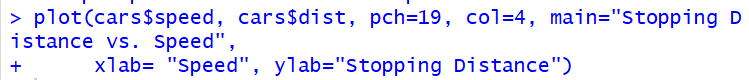 > plot(cars$speed, cars$dist, pch=19, col=4, main="Stopping D
istance vs. Speed",
+      xlab= "Speed", ylab="Stopping Distance")